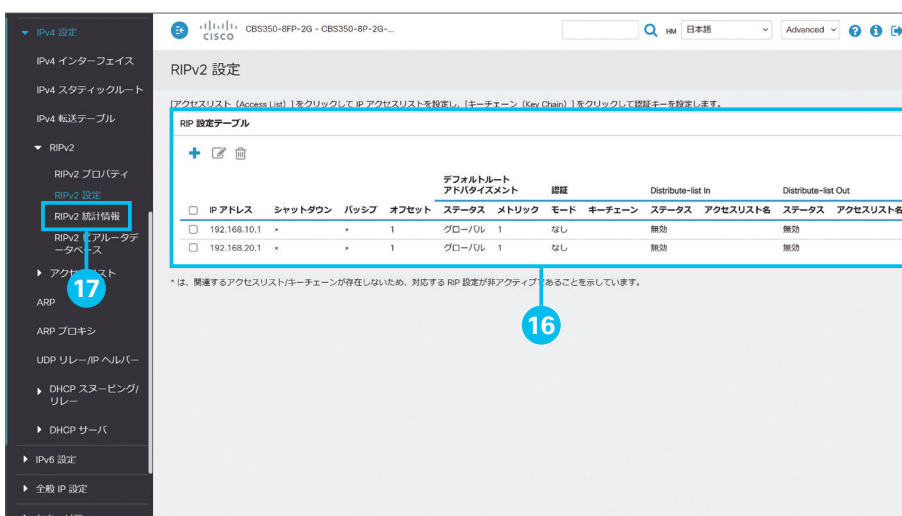 IPv4 設定
IPv4 インターフェイス
IPv4 スタティックルート
IPv4 転送テーブル
RIPv2
RIPv2 プロパティ
RIPv2 設定
RIPv2 統計情報
RIPv2 ピアルータデ
ータベース
アクセスリスト
17
ARP
ARP プロキシ
UDP リレー/IP ヘルパー
DHCP スヌーピング/
リレー
DHCP サーバ
IPv6 設定
全般 IP 設定
CISCO
CBS350-8FP-2G - CBS350-8P-2G-...
HM 日本語
Advanced
RIPv2 設定
[アクセスリスト（Access List）] をクリックして IP アクセスリストを設定し、[キーチェーン（Key Chain）] をクリックして認証キーを設定します。
RIP 設定テーブル
デフォルトルート
アドバタイズメント 認証 Distribute-list In Distribute-list Out
IP アドレス シャットダウン パッシブ オフセット ステータス メトリック モード キーチェーン ステータス アクセスリスト名 ステータス アクセスリスト名
192.168.10.1 × × 1 グローバル 1 なし 無効 無効
192.168.20.1 × × 1 グローバル 1 なし 無効 無効
* は、関連するアクセスリスト/キーチェーンが存在しないため、対応する RIP 設定が非アクティブであることを示しています。
16